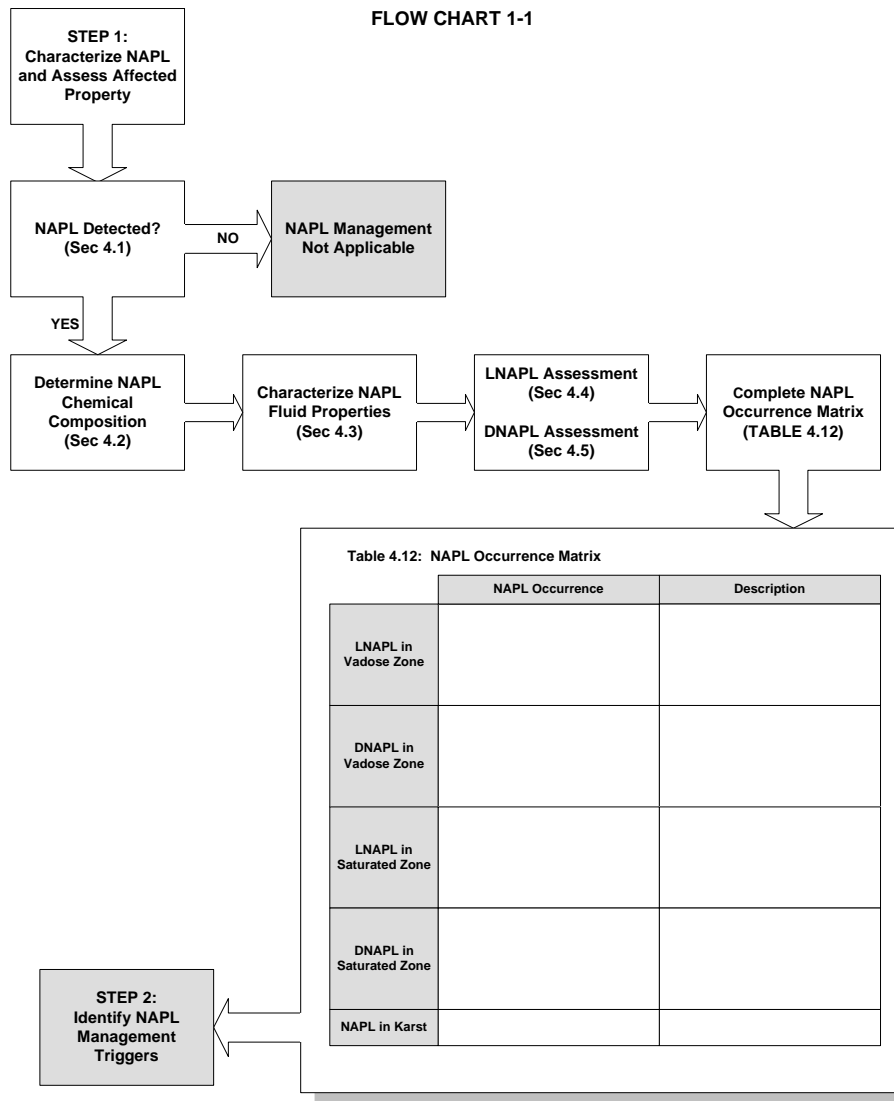 FLOW CHART 1-1
STEP 1:
Characterize NAPL
and Assess Affected
Property
NAPL Detected?
(Sec 4.1)
NO
NAPL Management
Not Applicable
YES
Determine NAPL
Chemical
Composition
(Sec 4.2)
Characterize NAPL
Fluid Properties
(Sec 4.3)
LNAPL Assessment
(Sec 4.4)
DNAPL Assessment
(Sec 4.5)
Complete NAPL
Occurrence Matrix
(TABLE 4.12)
Table 4.12: NAPL Occurrence Matrix
NAPL Occurrence
Description
LNAPL in
Vadose Zone
DNAPL in
Vadose Zone
LNAPL in
Saturated Zone
DNAPL in
Saturated Zone
NAPL in Karst
STEP 2:
Identify NAPL
Management
Triggers